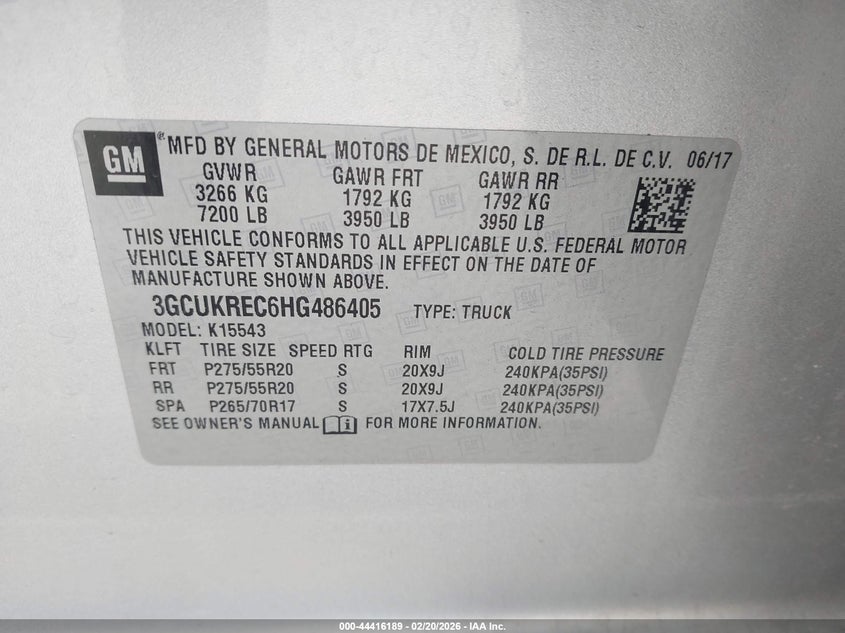 GM ® MFD BY GENERAL MOTORS DE MEXICO, S. DE R.L. DE C.V. 06/17
GVWR GAWR FRT GAWR RR
3266 KG 1792 KG 1792 KG
7200 LB 3950 LB 3950 LB
THIS VEHICLE CONFORMS TO ALL APPLICABLE U.S. FEDERAL MOTOR
VEHICLE SAFETY STANDARDS IN EFFECT ON THE DATE OF
MANUFACTURE SHOWN ABOVE.
3GCUKREC6HG486405 TYPE: TRUCK
MODEL: K15543
KLFT TIRE SIZE SPEED RTG RIM COLD TIRE PRESSURE
FRT P275/55R20 S 20X9J 240KPA(35PSI)
RR P275/55R20 S 20X9J 240KPA(35PSI)
SPA P265/70R17 S 17X7.5J 240KPA(35PSI)
SEE OWNER'S MANUAL FOR MORE INFORMATION.
000-44416189 — 02/20/2026 — IAA Inc.